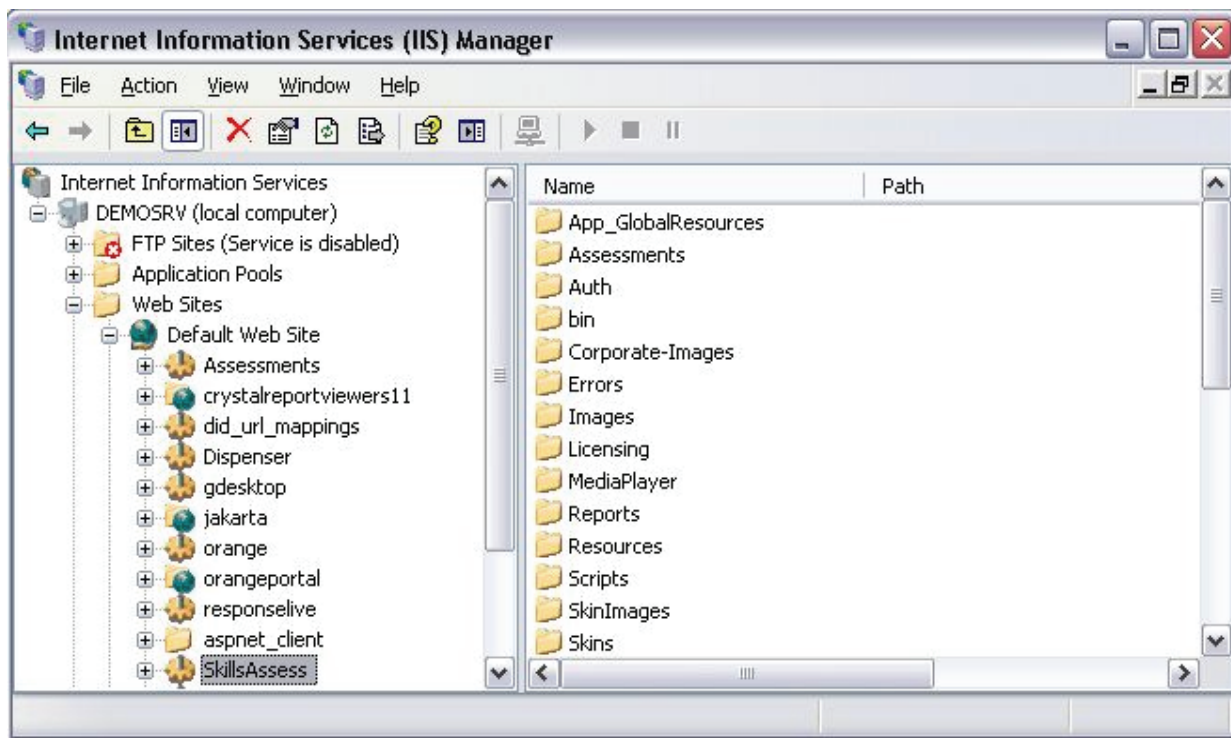 Internet Information Services (IIS) Manager
File Action View Window Help
Internet Information Services
DEMOSRV (local computer)
FTP Sites (Service is disabled)
Application Pools
Web Sites
Default Web Site
Assessments
crystalreportviewers11
did_url_mappings
Dispenser
gdesktop
jakarta
orange
orangeportal
responselive
aspnet_client
SkillsAssess
Name Path
App_GlobalResources
Assessments
Auth
bin
Corporate-Images
Errors
Images
Licensing
MediaPlayer
Reports
Resources
Scripts
SkinImages
Skins